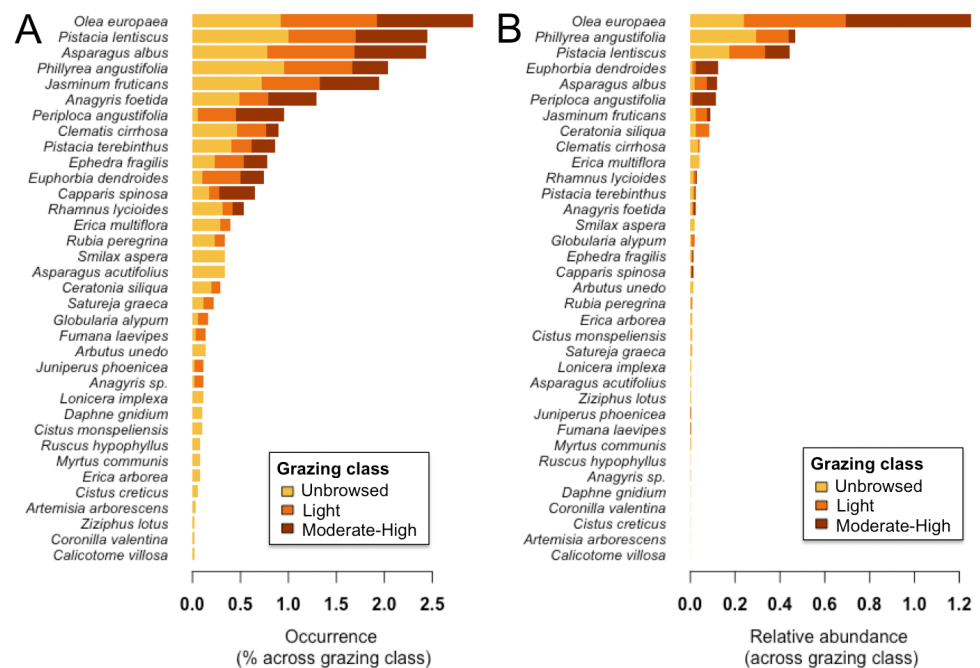 A
Olea europaea
Pistacia lentiscus
Asparagus albus
Phillyrea angustifolia
Jasminum fruticans
Anagyris foetida
Periploca angustifolia
Clematis cirrhosa
Pistacia terebinthus
Ephedra fragilis
Euphorbia dendroides
Capparis spinosa
Rhamnus lycioides
Erica multiflora
Rubia peregrina
Smilax aspera
Asparagus acutifolius
Ceratonia siliqua
Satureja graeca
Globularia alypum
Fumana laevipes
Arbutus unedo
Juniperus phoenicea
Anagyris sp.
Lonicera implexa
Daphne gnidium
Cistus monspeliensis
Ruscus hypophyllus
Myrtus communis
Erica arborea
Cistus creticus
Artemisia arborescens
Ziziphus lotus
Coronilla valentina
Calicotome villosa
Grazing class
Unbrowsed
Light
Moderate-High
0.0 0.5 1.0 1.5 2.0 2.5
Occurrence
(% across grazing class)
B
Olea europaea
Phillyrea angustifolia
Pistacia lentiscus
Euphorbia dendroides
Asparagus albus
Periploca angustifolia
Jasminum fruticans
Ceratonia siliqua
Clematis cirrhosa
Erica multiflora
Rhamnus lycioides
Pistacia terebinthus
Anagyris foetida
Smilax aspera
Globularia alypum
Ephedra fragilis
Capparis spinosa
Arbutus unedo
Rubia peregrina
Erica arborea
Cistus monspeliensis
Satureja graeca
Lonicera implexa
Asparagus acutifolius
Ziziphus lotus
Juniperus phoenicea
Fumana laevipes
Myrtus communis
Ruscus hypophyllus
Anagyris sp.
Daphne gnidium
Coronilla valentina
Cistus creticus
Artemisia arborescens
Calicotome villosa
Grazing class
Unbrowsed
Light
Moderate-High
0.0 0.2 0.4 0.6 0.8 1.0 1.2
Relative abundance
(across grazing class)